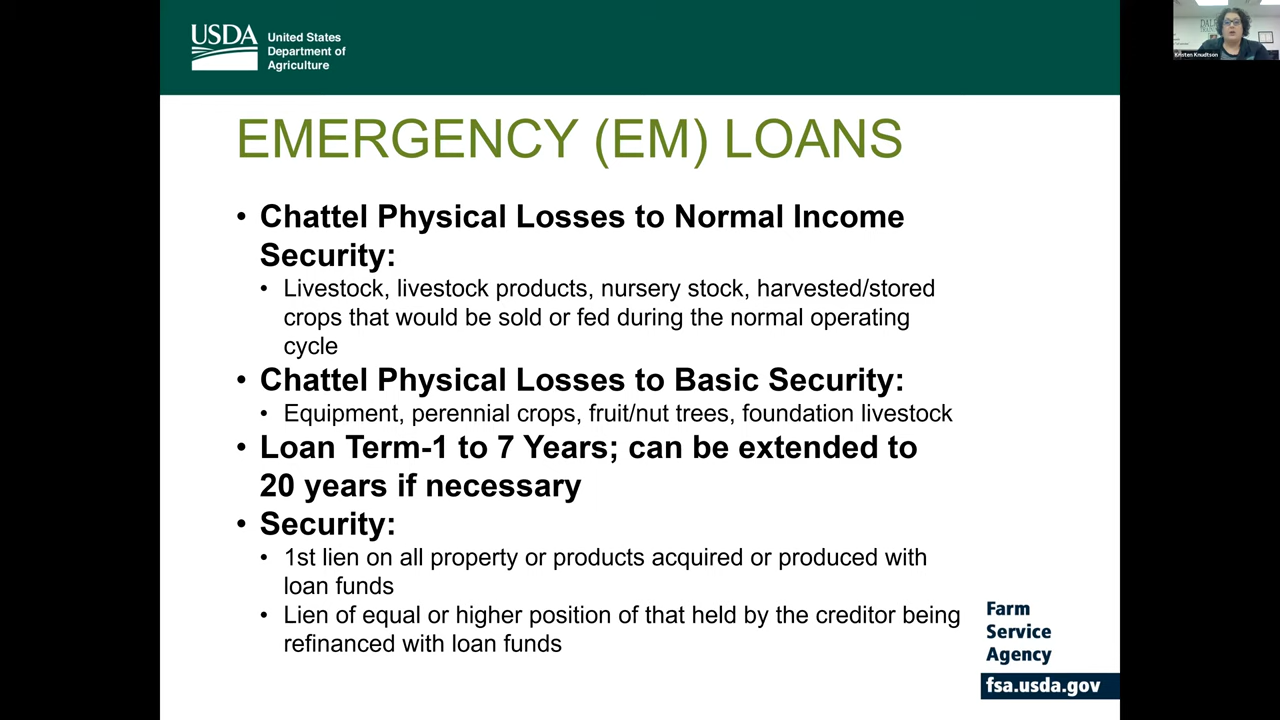 USDA
United States
Department of
Agriculture
Kristen Knudtson
EMERGENCY (EM) LOANS
• Chattel Physical Losses to Normal Income
Security:
• Livestock, livestock products, nursery stock, harvested/stored
crops that would be sold or fed during the normal operating
cycle
• Chattel Physical Losses to Basic Security:
• Equipment, perennial crops, fruit/nut trees, foundation livestock
• Loan Term-1 to 7 Years; can be extended to
20 years if necessary
• Security:
• 1st lien on all property or products acquired or produced with
loan funds
• Lien of equal or higher position of that held by the creditor being
refinanced with loan funds
Farm
Service
Agency
fsa.usda.gov